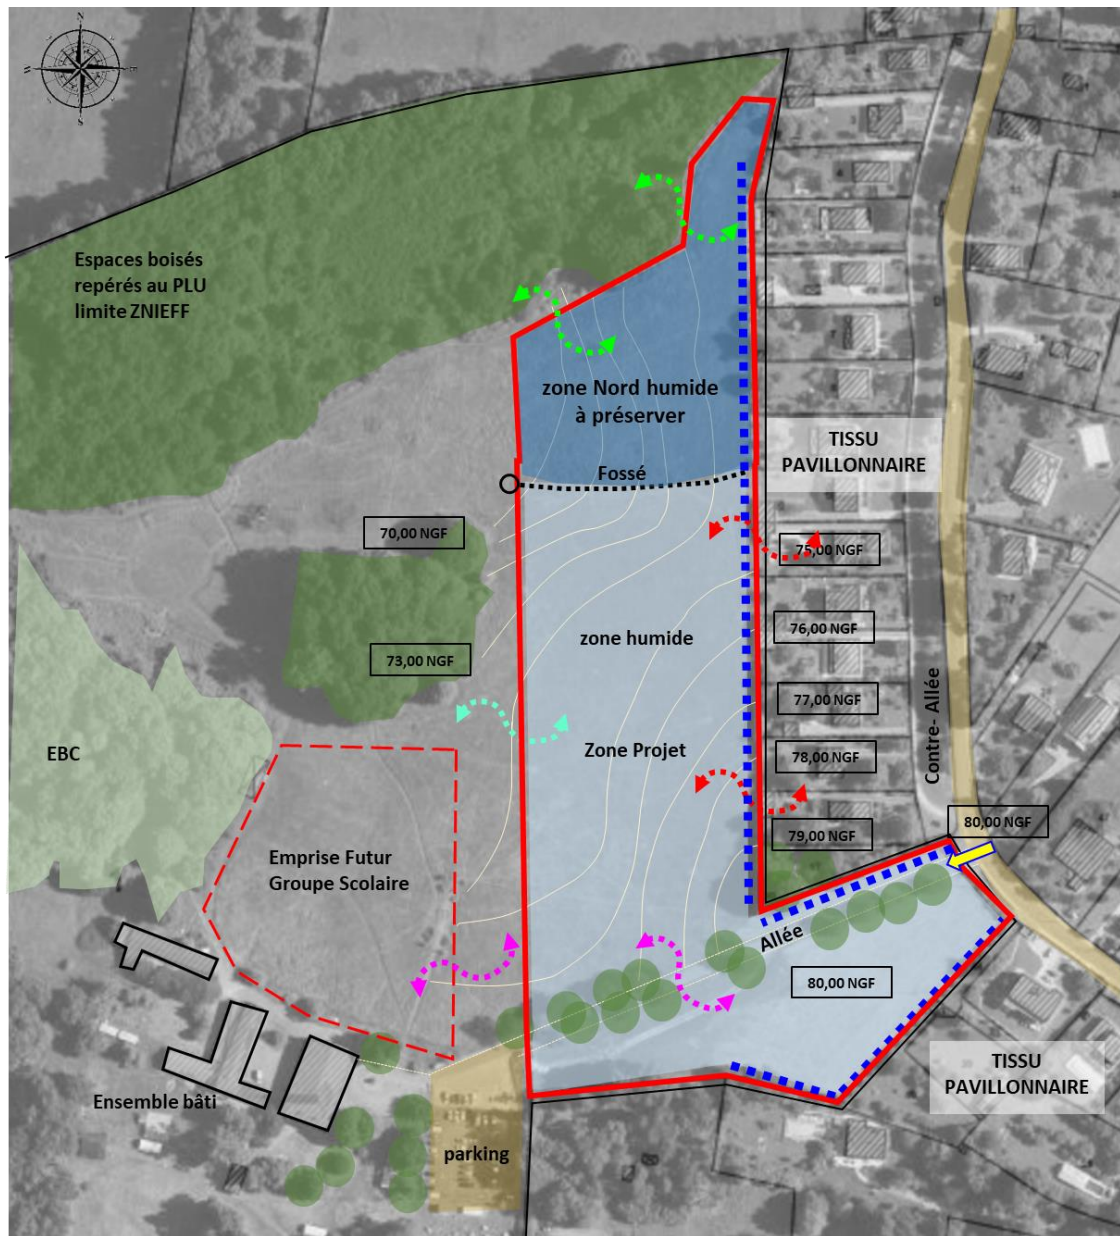 N
S
Espaces boisés
repérés au PLU
limite ZNIEFF
zone Nord humide
à préserver
Fossé
TISSU
PAVILLONNAIRE
70,00 NGF
75,00 NGF
zone humide
76,00 NGF
73,00 NGF
77,00 NGF
Contre- Allée
EBC
Zone Projet
78,00 NGF
79,00 NGF
80,00 NGF
Emprise Futur
Groupe Scolaire
Allée
80,00 NGF
TISSU
PAVILLONNAIRE
Ensemble bâti
parking